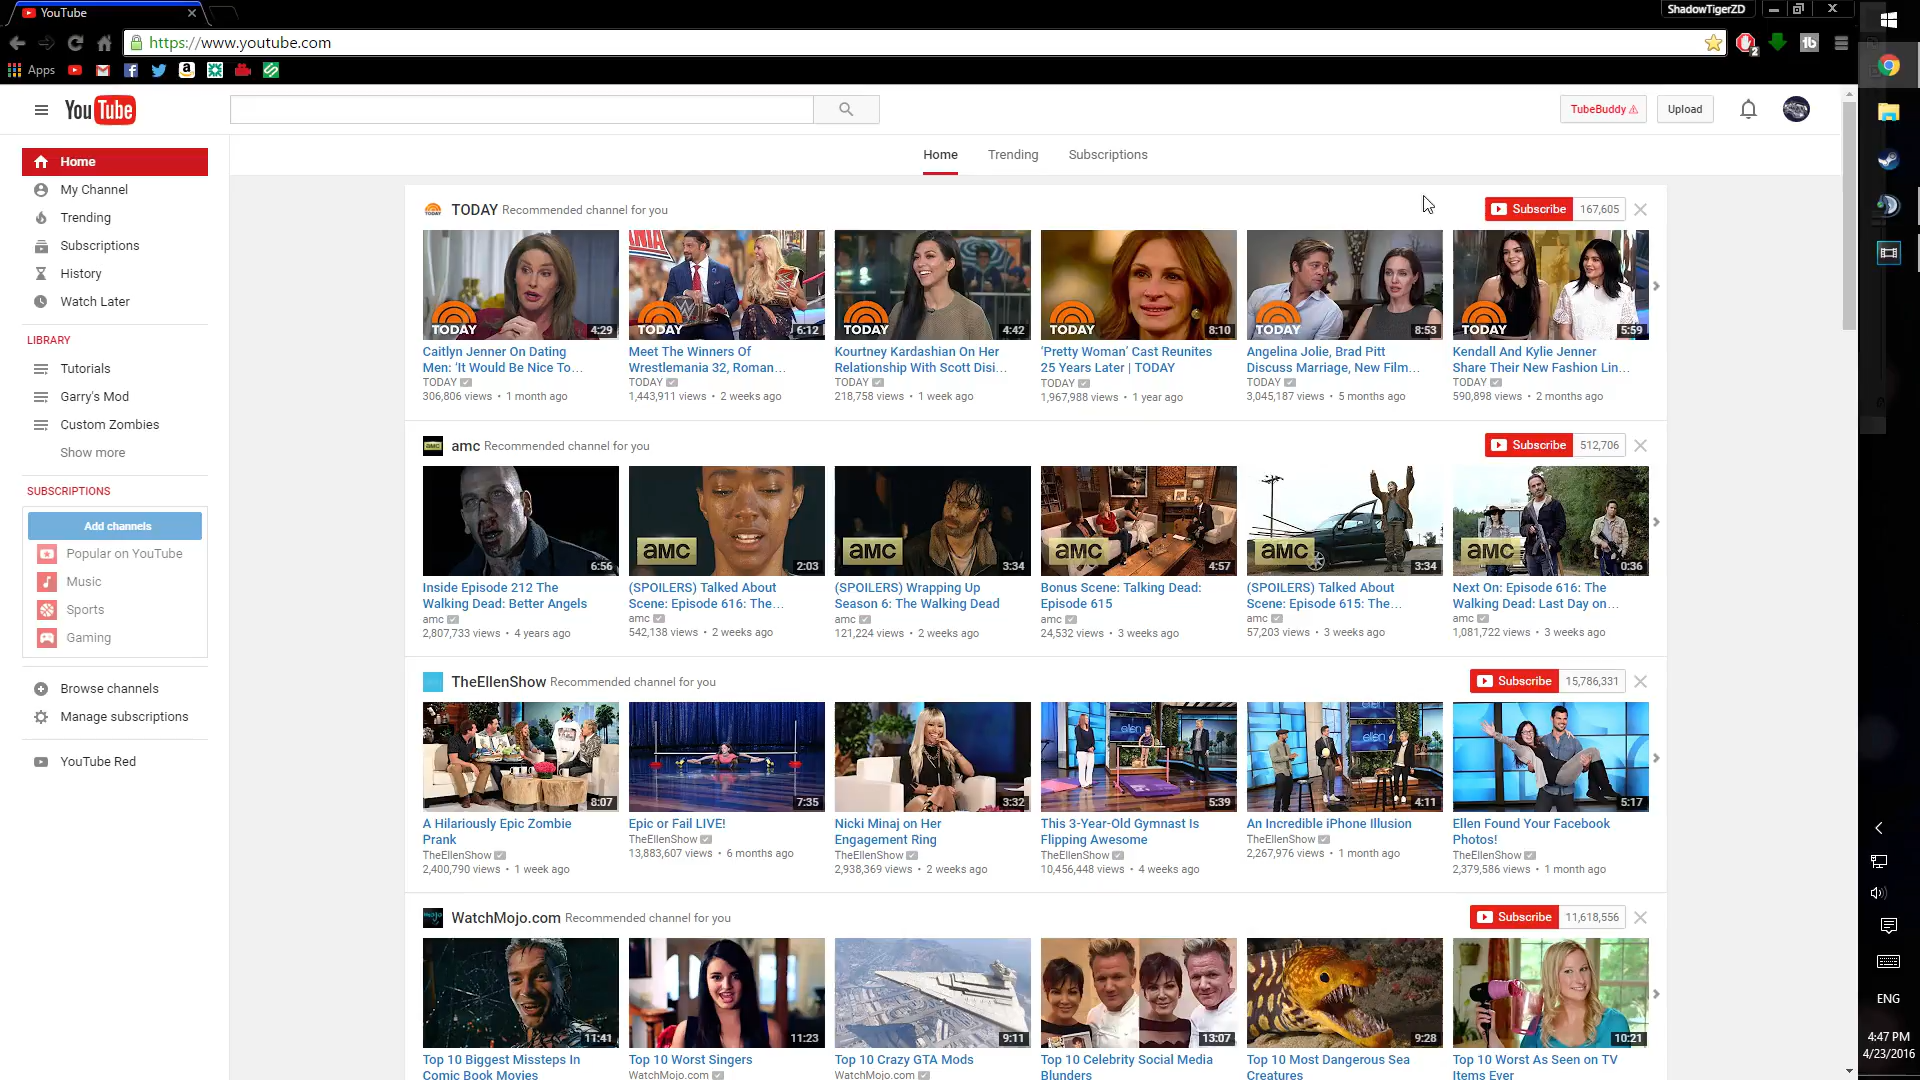 YouTube
ShadowTigerZD
https://www.youtube.com
2
Apps
YouTube
TubeBuddy
Upload
Home
Trending
Subscriptions
Home
My Channel
Trending
Subscriptions
History
Watch Later
LIBRARY
Tutorials
Garry's Mod
Custom Zombies
Show more
SUBSCRIPTIONS
Add channels
Popular on YouTube
Music
Sports
Gaming
Browse channels
Manage subscriptions
YouTube Red
TODAY Recommended channel for you
Subscribe 167,605
TODAY 4:29
TODAY 6:12
TODAY 4:42
TODAY 8:10
TODAY 8:53
TODAY 5:59
Caitlyn Jenner On Dating
Men: 'It Would Be Nice To...
TODAY
306,806 views • 1 month ago
Meet The Winners Of
Wrestlemania 32, Roman...
TODAY
1,443,911 views • 2 weeks ago
Kourtney Kardashian On Her
Relationship With Scott Disi...
TODAY
218,758 views • 1 week ago
'Pretty Woman' Cast Reunites
25 Years Later | TODAY
TODAY
1,967,988 views • 1 year ago
Angelina Jolie, Brad Pitt
Discuss Marriage, New Film...
TODAY
3,045,187 views • 5 months ago
Kendall And Kylie Jenner
Share Their New Fashion Lin...
TODAY
590,898 views • 2 months ago
amc Recommended channel for you
Subscribe 512,706
6:56
aMC 2:03
aMC 3:34
aMC 4:57
aMC 3:34
aMC 0:36
Inside Episode 212 The
Walking Dead: Better Angels
amc
2,807,733 views • 4 years ago
(SPOILERS) Talked About
Scene: Episode 616: The...
amc
542,138 views • 2 weeks ago
(SPOILERS) Wrapping Up
Season 6: The Walking Dead
amc
121,224 views • 2 weeks ago
Bonus Scene: Talking Dead:
Episode 615
amc
24,532 views • 3 weeks ago
(SPOILERS) Talked About
Scene: Episode 615: The...
amc
57,203 views • 3 weeks ago
Next On: Episode 616: The
Walking Dead: Last Day on...
amc
1,081,722 views • 3 weeks ago
TheEllenShow Recommended channel for you
Subscribe 15,786,331
8:07
7:35
3:32
5:39
4:11
5:17
A Hilariously Epic Zombie
Prank
TheEllenShow
2,400,790 views • 1 week ago
Epic or Fail LIVE!
TheEllenShow
13,883,607 views • 6 months ago
Nicki Minaj on Her
Engagement Ring
TheEllenShow
2,938,369 views • 2 weeks ago
This 3-Year-Old Gymnast Is
Flipping Awesome
TheEllenShow
10,456,448 views • 4 weeks ago
An Incredible iPhone Illusion
TheEllenShow
2,267,976 views • 1 month ago
Ellen Found Your Facebook
Photos!
TheEllenShow
2,379,586 views • 1 month ago
WatchMojo.com Recommended channel for you
Subscribe 11,618,556
11:41
11:23
9:11
13:07
9:28
10:21
Top 10 Biggest Missteps In
Comic Book Movies
Top 10 Worst Singers
WatchMojo.com
Top 10 Crazy GTA Mods
WatchMojo.com
Top 10 Celebrity Social Media
Blunders
Top 10 Most Dangerous Sea
Creatures
Top 10 Worst As Seen on TV
Items Ever
ENG
4:47 PM
4/23/2016